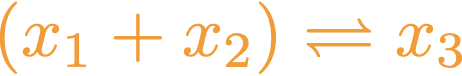 (x₁ + x₂) ⇌ x₃